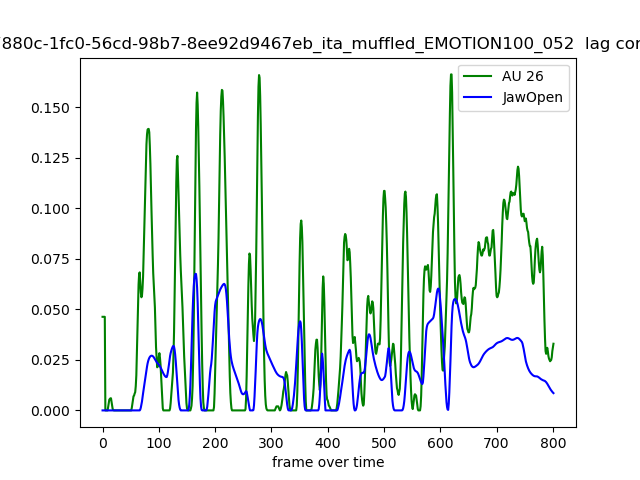 880c-1fc0-56cd-98b7-8ee92d9467eb_ita_muffled_EMOTION100_052 lag
AU 26
JawOpen
0.150
0.125
0.100
0.075
0.050
0.025
0.000
0 100 200 300 400 500 600 700 800
frame over time